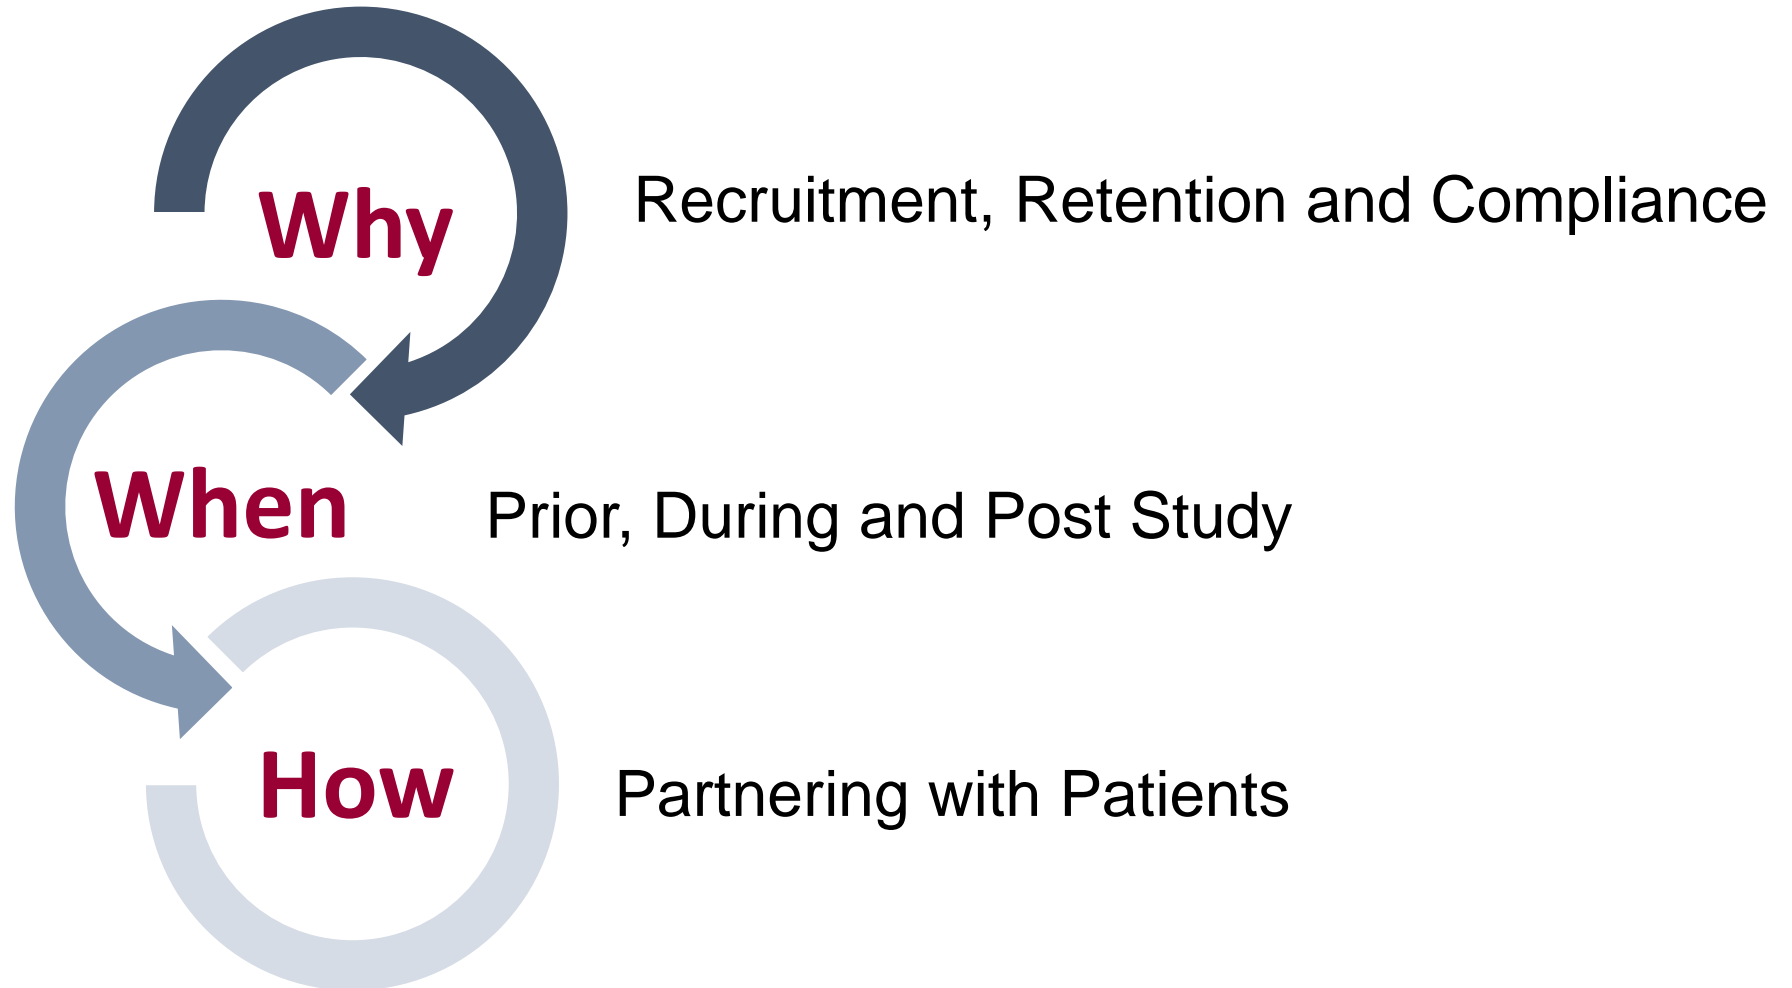 Why
Recruitment, Retention and Compliance
When
Prior, During and Post Study
How
Partnering with Patients